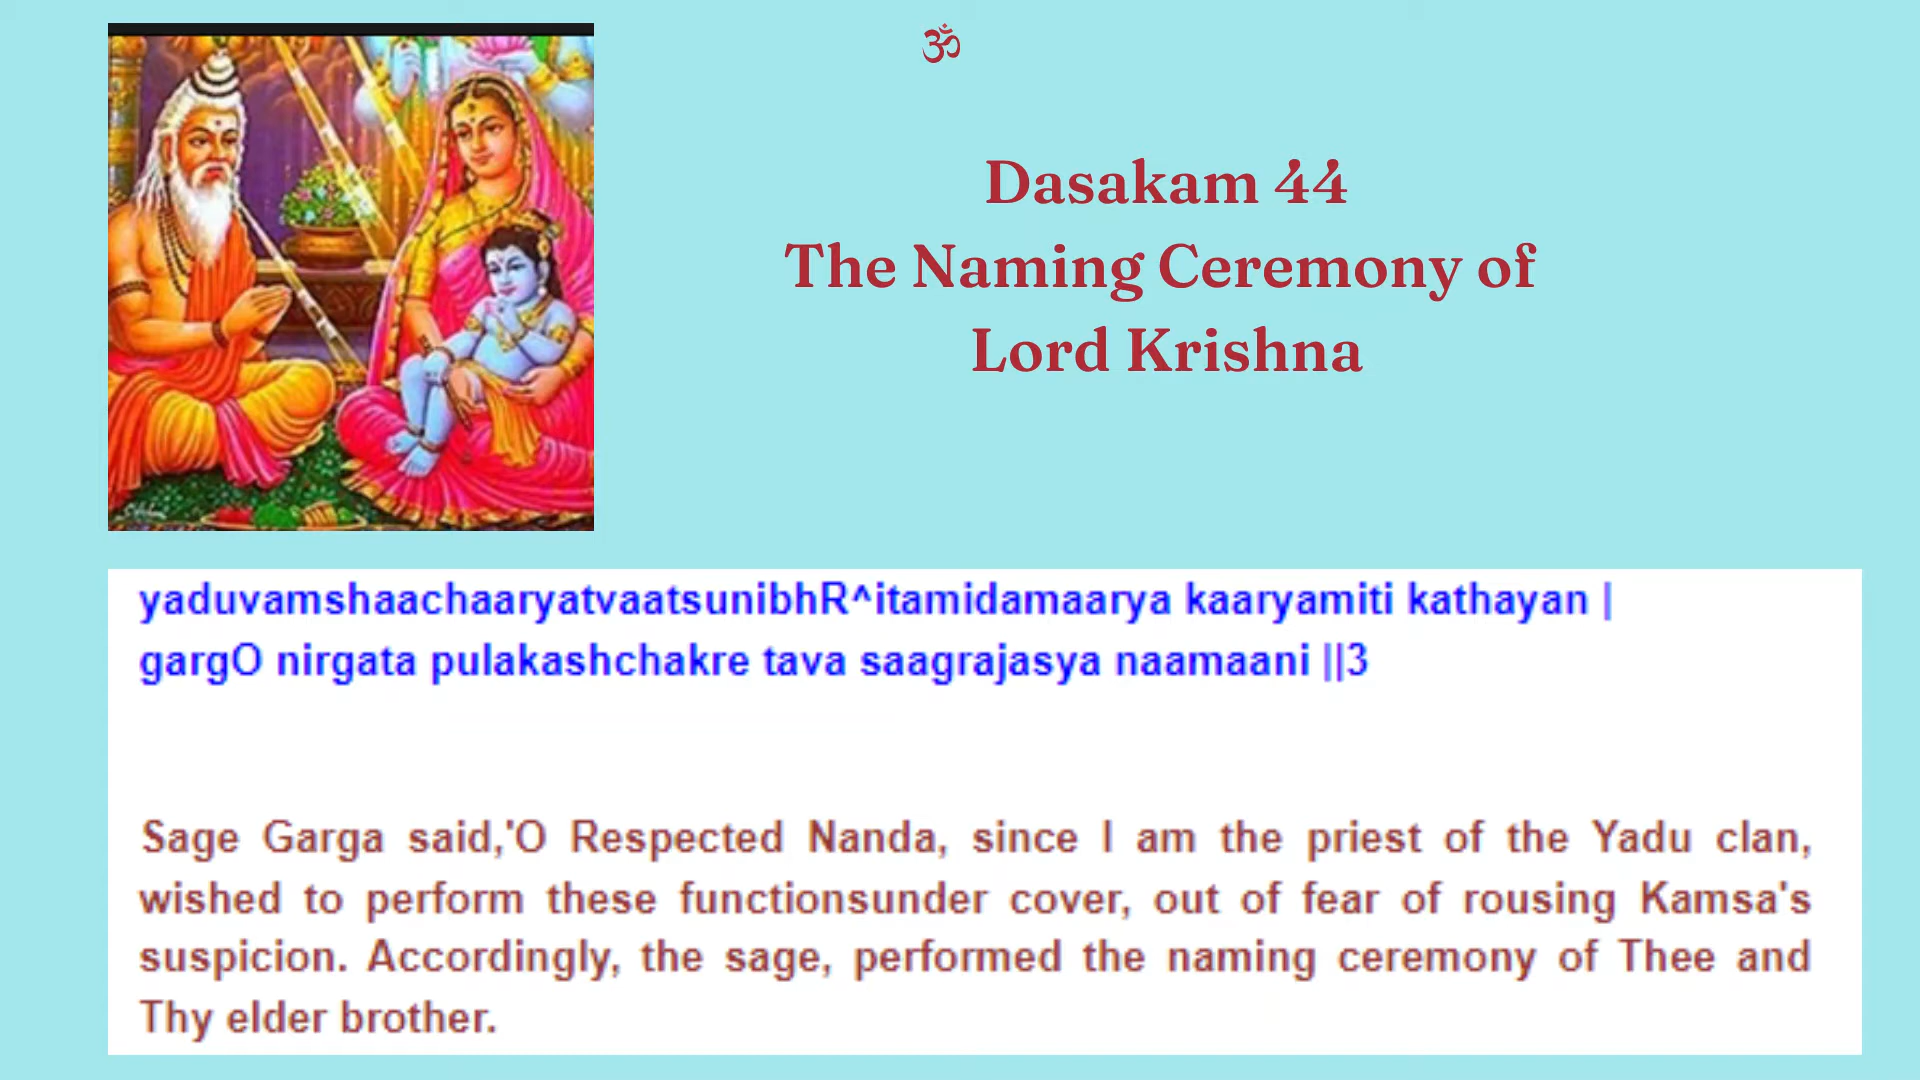 ॐ
Dasakam 44
The Naming Ceremony of
Lord Krishna
yaduvamshaachaaryatvaatsunibhR^itamidamaarya kaaryamiti kathayan |
gargO nirgata pulakashchakre tava saagrajasya naamaani ||3
Sage Garga said,'O Respected Nanda, since I am the priest of the Yadu clan,
wished to perform these functionsunder cover, out of fear of rousing Kamsa's
suspicion. Accordingly, the sage, performed the naming ceremony of Thee and
Thy elder brother.